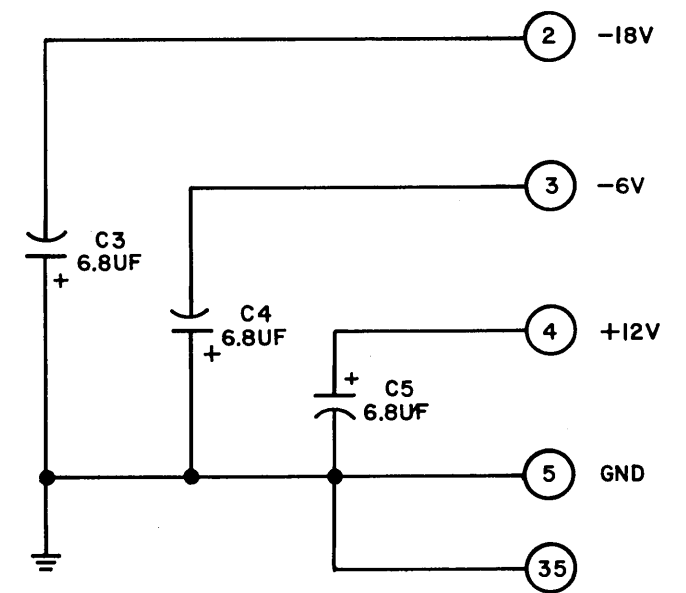 2 -18V
3 -6V
C3
6.8UF
+
C4
6.8UF
+
4 +12V
+
C5
6.8UF
5 GND
35